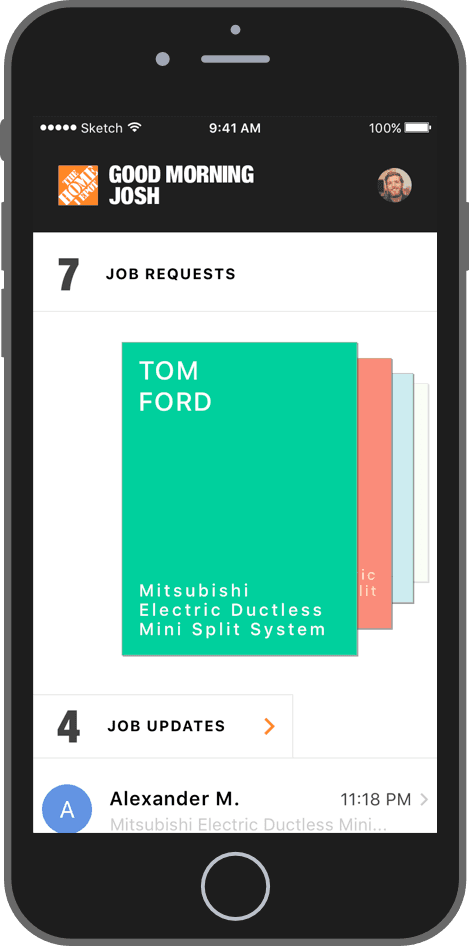 Sketch 9:41 AM 100%
THE HOME DEPOT
GOOD MORNING
JOSH
7 JOB REQUESTS
TOM
FORD
Mitsubishi
Electric Ductless
Mini Split System
ic
lit
4 JOB UPDATES
A Alexander M. 11:18 PM
Mitsubishi Electric Ductless Mini...